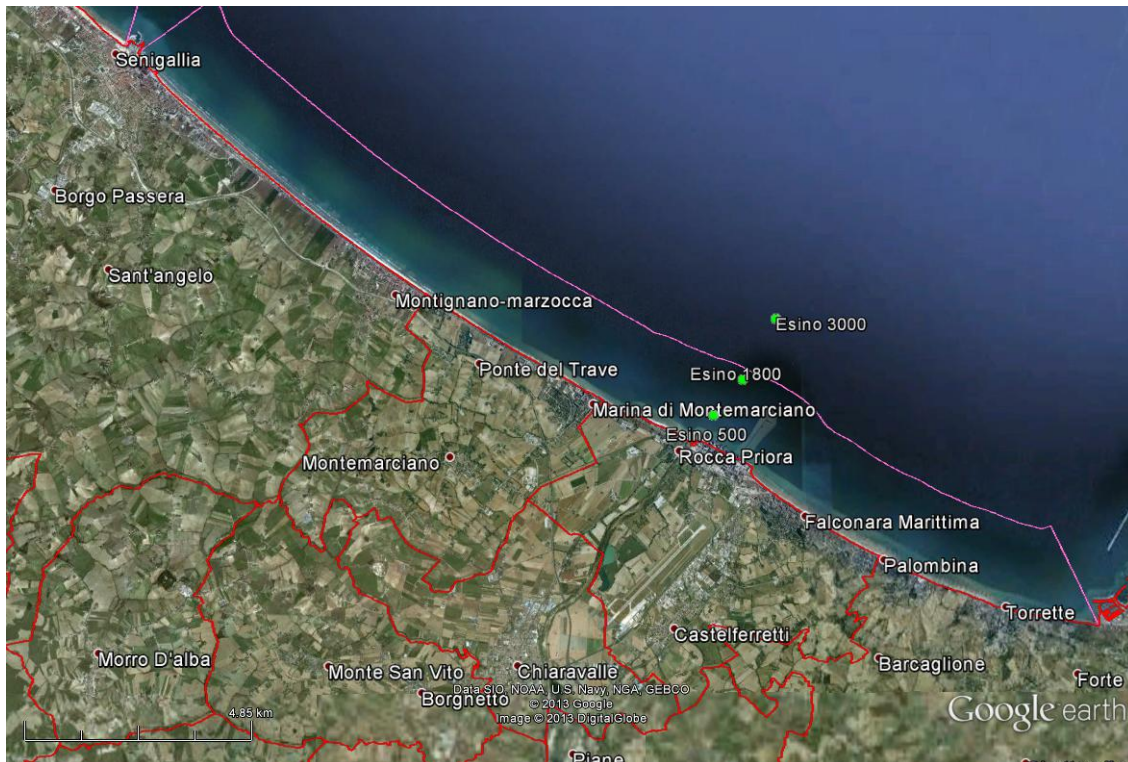 Senigallia
Borgo Passera
Sant'angelo
Montignano-marzocca
Esino 3000
Ponte del Trave
Esino 1800
Marina di Montemarciano
Esino 500
Montemarciano
Rocca Priora
Falconara Marittima
Palombina
Torrette
Castelferretti
Morro D'alba
Monte San Vito
Chiaravalle
Barcaglione
Forte
Borgnetto
Data SIO, NOAA, U.S. Navy, NGA, GEBCO
© 2013 Google
Image © 2013 DigitalGlobe
4.85 km
Google earth
Piane